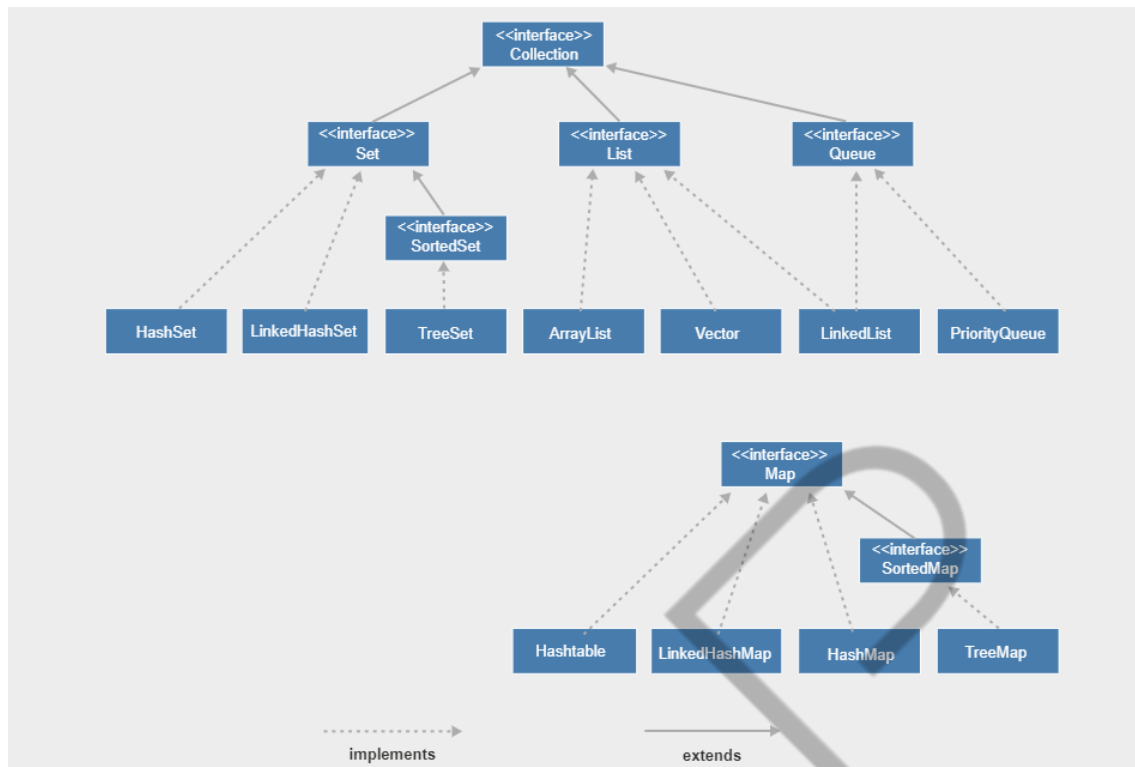 <<interface>>
Collection
<<interface>>
Set
<<interface>>
List
<<interface>>
Queue
<<interface>>
SortedSet
HashSet
LinkedHashSet
TreeSet
ArrayList
Vector
LinkedList
PriorityQueue
<<interface>>
Map
<<interface>>
SortedMap
Hashtable
LinkedHashMap
HashMap
TreeMap
implements
extends